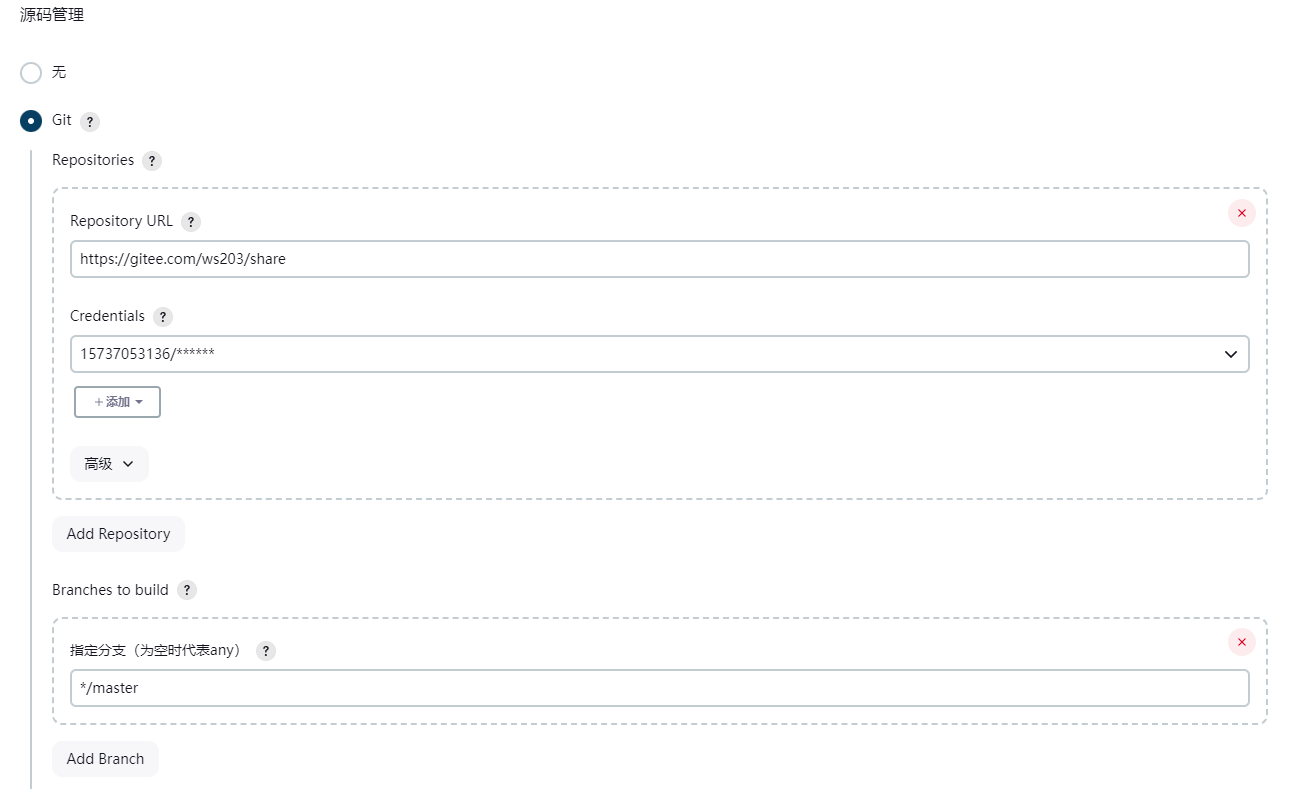 源码管理
无
Git ?
Repositories ?
Repository URL ?
https://gitee.com/ws203/share
Credentials ?
15737053136/******
+添加
高级
Add Repository
Branches to build ?
指定分支（为空时代表any） ?
*/master
Add Branch